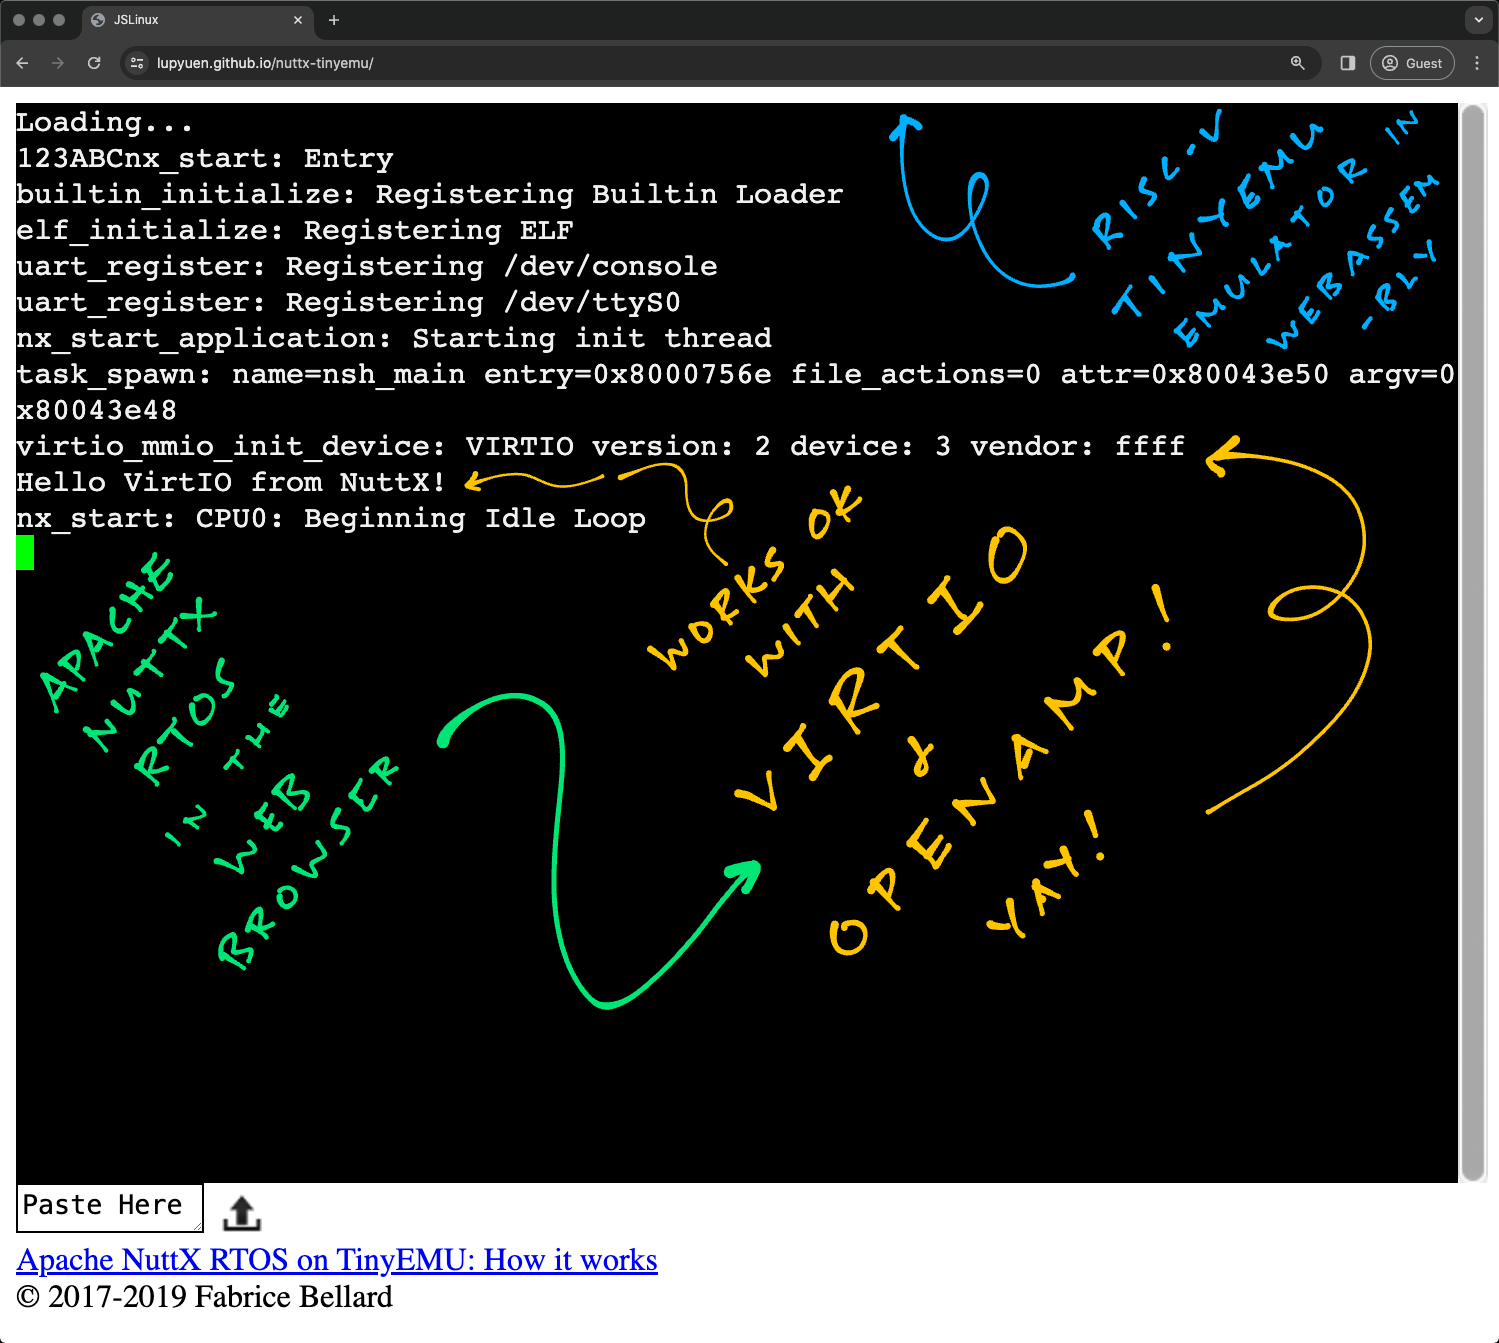 JSLinux
lupyuen.github.io/nuttx-tinyemu/
Guest
Loading...
123ABCnx_start: Entry
builtin_initialize: Registering Builtin Loader
elf_initialize: Registering ELF
uart_register: Registering /dev/console
uart_register: Registering /dev/ttyS0
nx_start_application: Starting init thread
task_spawn: name=nsh_main entry=0x8000756e file_actions=0 attr=0x80043e50 argv=0
x80043e48
virtio_mmio_init_device: VIRTIO version: 2 device: 3 vendor: ffff
Hello VirtIO from NuttX!
nx_start: CPU0: Beginning Idle Loop
RISC-V
TINYEMU
EMULATOR IN
WEBASSEM
-BLY
APACHE
NUTTX
RTOS
IN THE
WEB
BROWSER
WORKS OK
WITH
VIRTIO
&
OPENAMP!
YAY!
Paste Here
Apache NuttX RTOS on TinyEMU: How it works
© 2017-2019 Fabrice Bellard